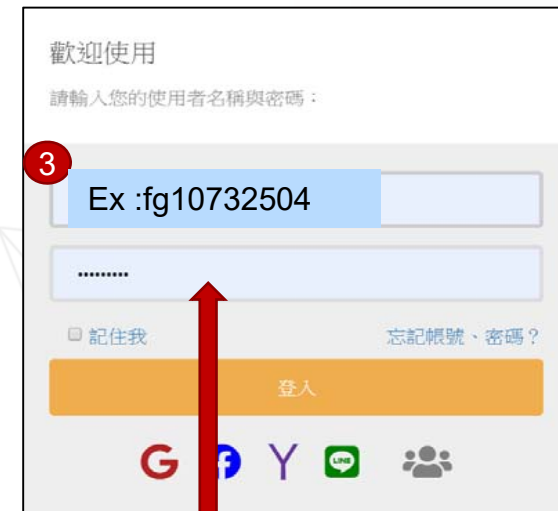 歡迎使用
請輸入您的使用者名稱與密碼：
3
Ex :fg10732504
•••••••••
記住我 忘記帳號、密碼？
登入
G f Y LINE